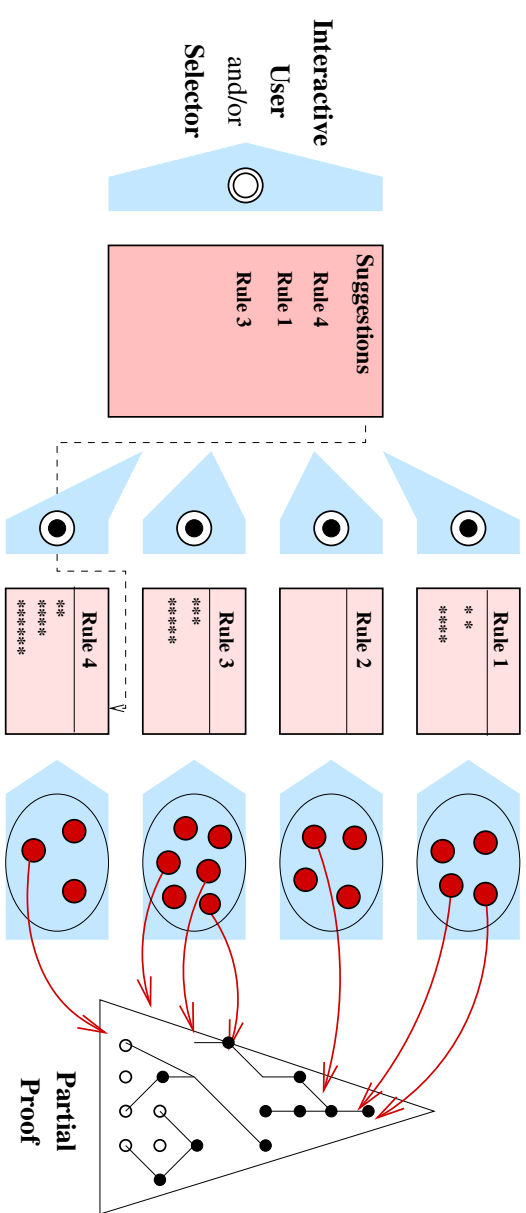 Partial
Proof
Rule 1
* *
****
Rule 2
Rule 3
***
*****
Rule 4
**
****
******
Suggestions
Rule 4
Rule 1
Rule 3
Interactive
User
and/or
Selector